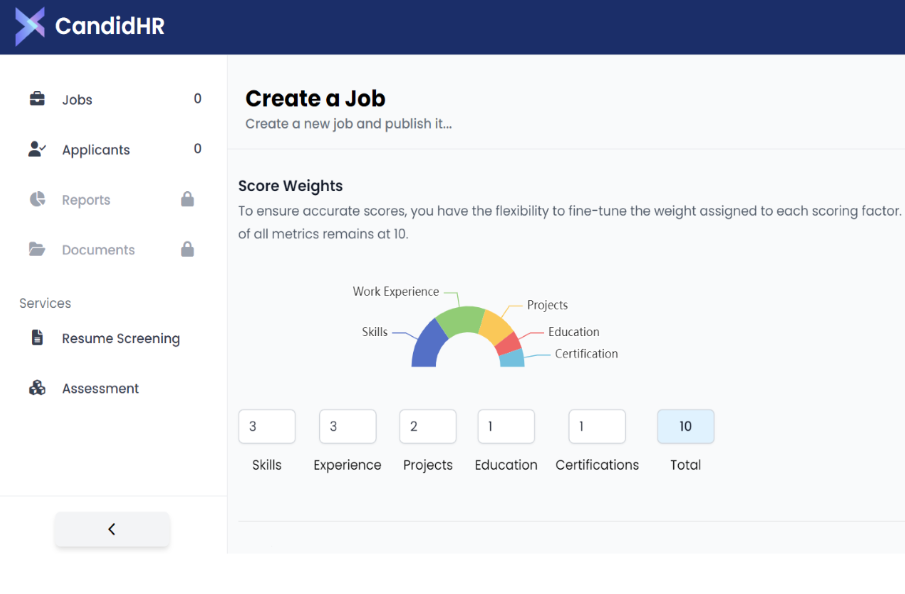 CandidHR
Jobs 0
Applicants 0
Reports
Documents
Services
Resume Screening
Assessment
Create a Job
Create a new job and publish it...
Score Weights
To ensure accurate scores, you have the flexibility to fine-tune the weight assigned to each scoring factor.
of all metrics remains at 10.
Work Experience
Projects
Skills
Education
Certification
3 3 2 1 1 10
Skills Experience Projects Education Certifications Total